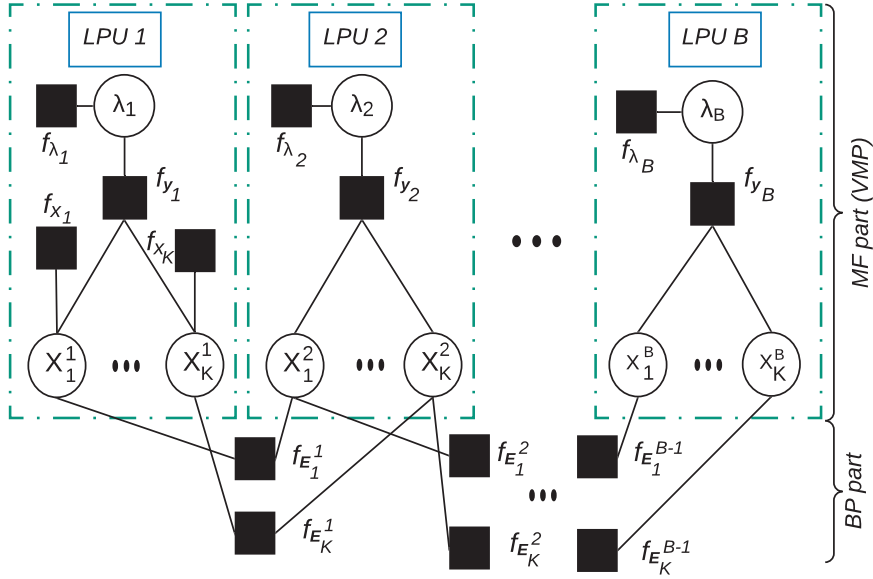 LPU 1
LPU 2
LPU B
λ1
λ2
λB
fλ1
fλ2
fλB
fy1
fy2
fyB
fx1
fxK
X11
X1K
X21
X2K
XB1
XBK
fE11
fE21
fEB-11
fE1K
fE2K
fEB-1K
MF part (VMP)
BP part